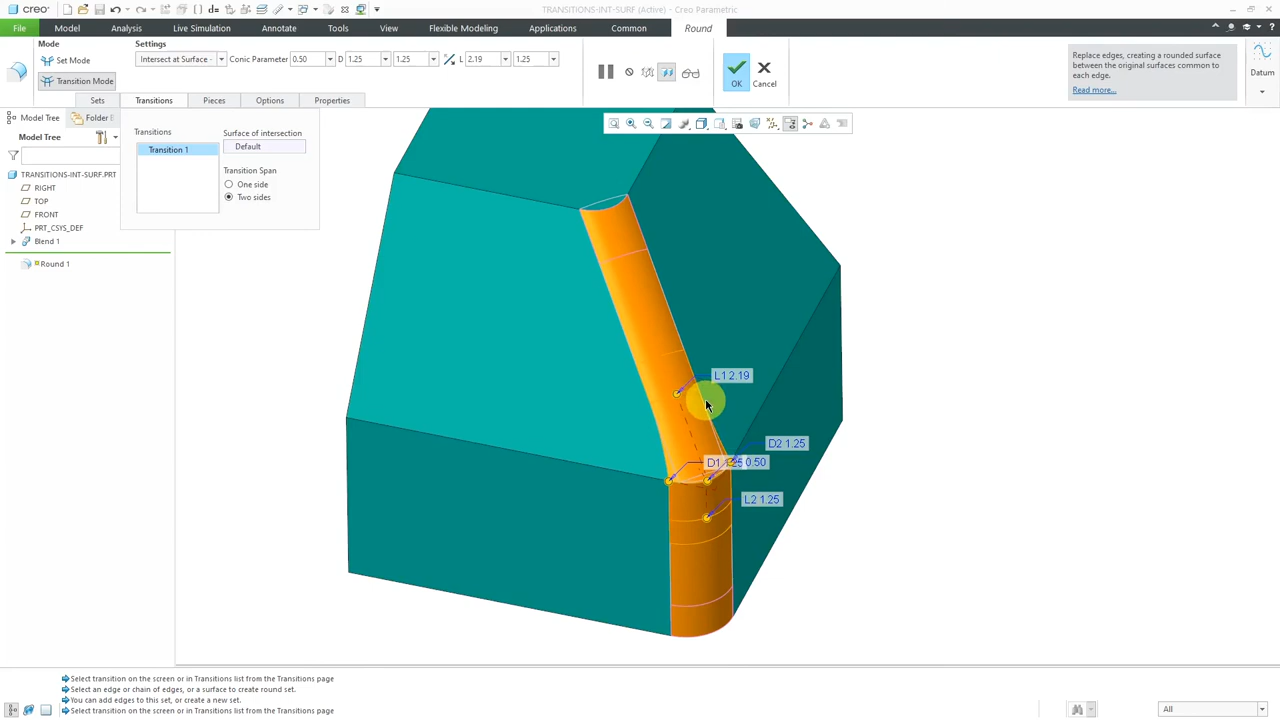 creo
TRANSITIONS-INT-SURF (Active) - Creo Parametric
File Model Analysis Live Simulation Annotate Tools View Flexible Modeling Applications Common Round
Mode
Set Mode
Transition Mode
Settings
Intersect at Surface Conic Parameter 0.50 D 1.25 1.25 L 2.19 1.25
OK
Cancel
Replace edges, creating a rounded surface
between the original surfaces common to
each edge.
Read more...
Datum
Sets Transitions Pieces Options Properties
Model Tree Folder
Model Tree
TRANSITIONS-INT-SURF.PRT
RIGHT
TOP
FRONT
PRT_CSYS_DEF
Blend 1
Round 1
Transitions
Transition 1
Surface of intersection
Default
Transition Span
One side
Two sides
L1 2.19
D2 1.25
D1 1.25
0.50
L2 1.25
Select transition on the screen or in Transitions list from the Transitions page
Select an edge or chain of edges, or a surface to create round set.
You can add edges to this set, or create a new set.
Select transition on the screen or in Transitions list from the Transitions page
All